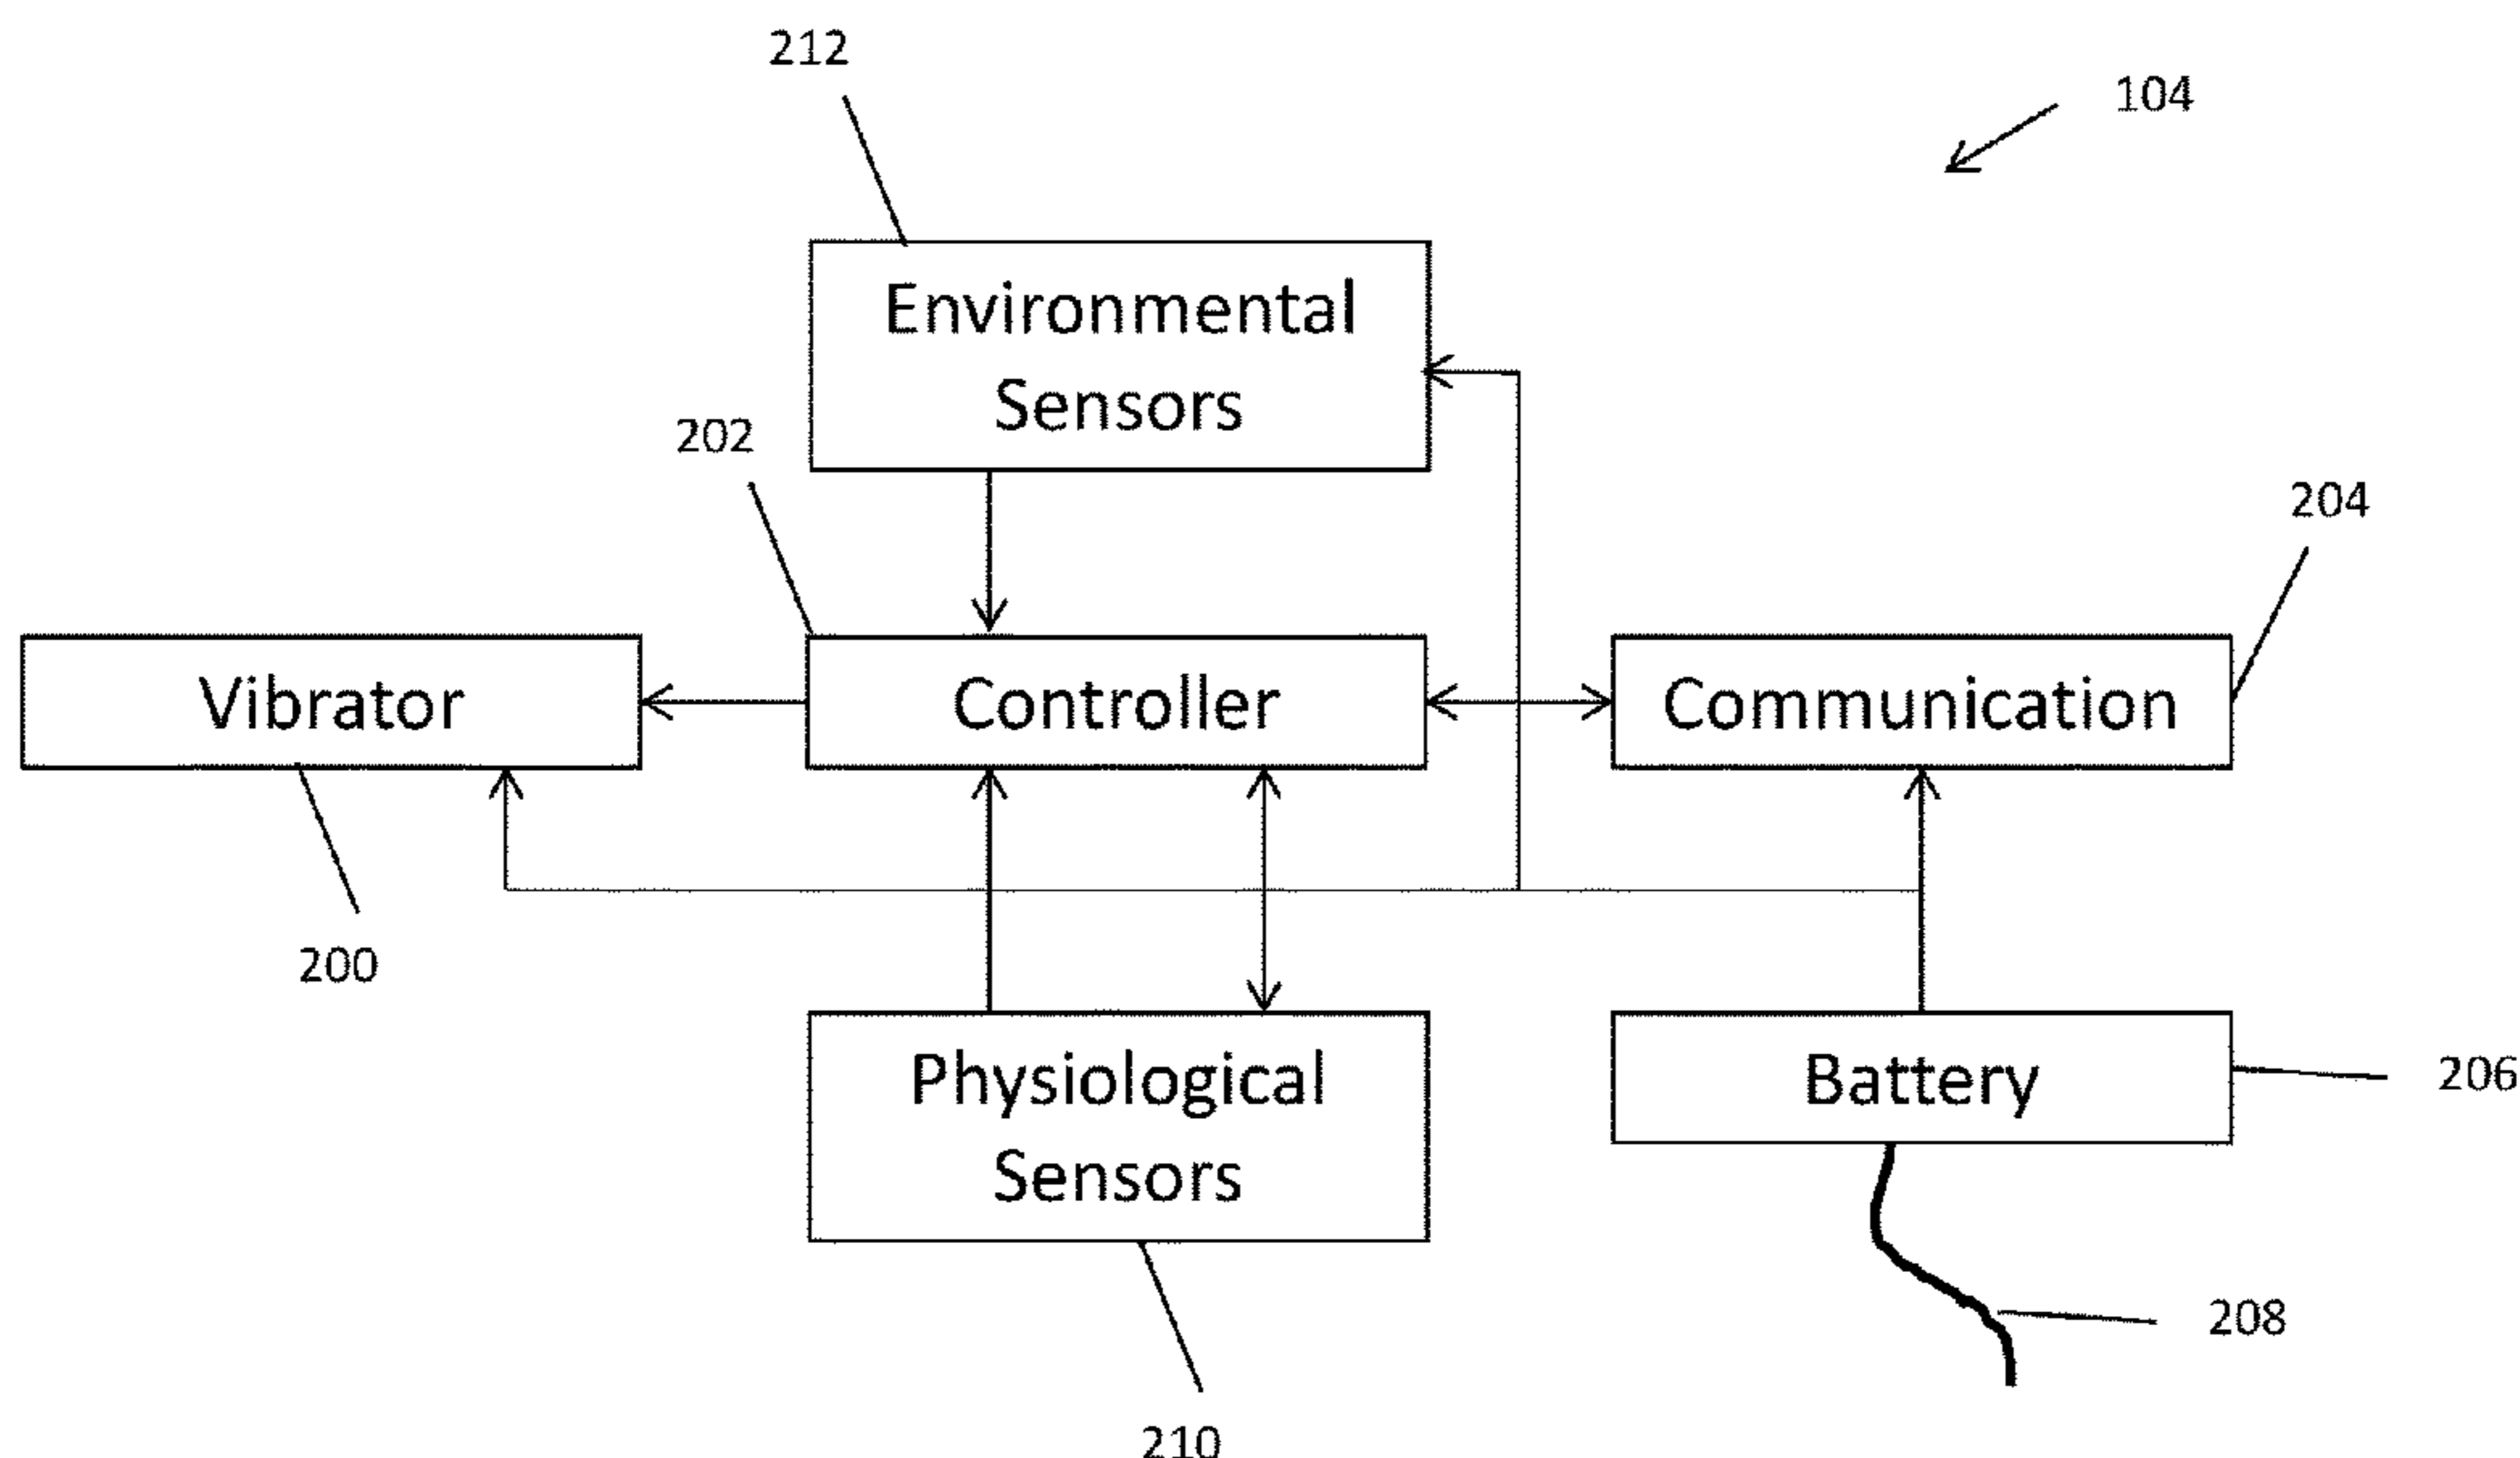 212
104
Environmental
Sensors
202
204
Vibrator
Controller
Communication
200
Physiological
Sensors
Battery
206
208
210